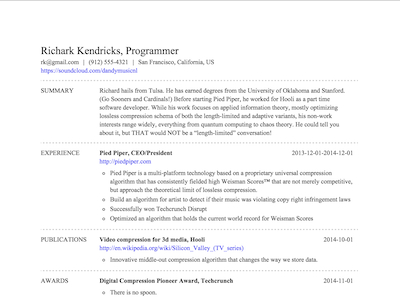 Richark Kendricks, Programmer
rk@gmail.com | (912) 555-4321 | San Francisco, California, US
https://soundcloud.com/dandymusicnl
SUMMARY
Richard hails from Tulsa. He has earned degrees from the University of Oklahoma and Stanford.
(Go Sooners and Cardinals!) Before starting Pied Piper, he worked for Hooli as a part time
software developer. While his work focuses on applied information theory, mostly optimizing
lossless compression schema of both the length-limited and adaptive variants, his non-work
interests range widely, everything from quantum computing to chaos theory. He could tell you
about it, but THAT would NOT be a "length-limited" conversation!
EXPERIENCE
Pied Piper, CEO/President 2013-12-01-2014-12-01
http://piedpiper.com
Pied Piper is a multi-platform technology based on a proprietary universal compression
algorithm that has consistently fielded high Weisman Scores™ that are not merely competitive,
but approach the theoretical limit of lossless compression.
Build an algorithm for artist to detect if their music was violating copy right infringement laws
Successfully won Techcrunch Disrupt
Optimized an algorithm that holds the current world record for Weisman Scores
PUBLICATIONS
Video compression for 3d media, Hooli 2014-10-01
http://en.wikipedia.org/wiki/Silicon_Valley_(TV_series)
Innovative middle-out compression algorithm that changes the way we store data.
AWARDS
Digital Compression Pioneer Award, Techcrunch 2014-11-01
There is no spoon.